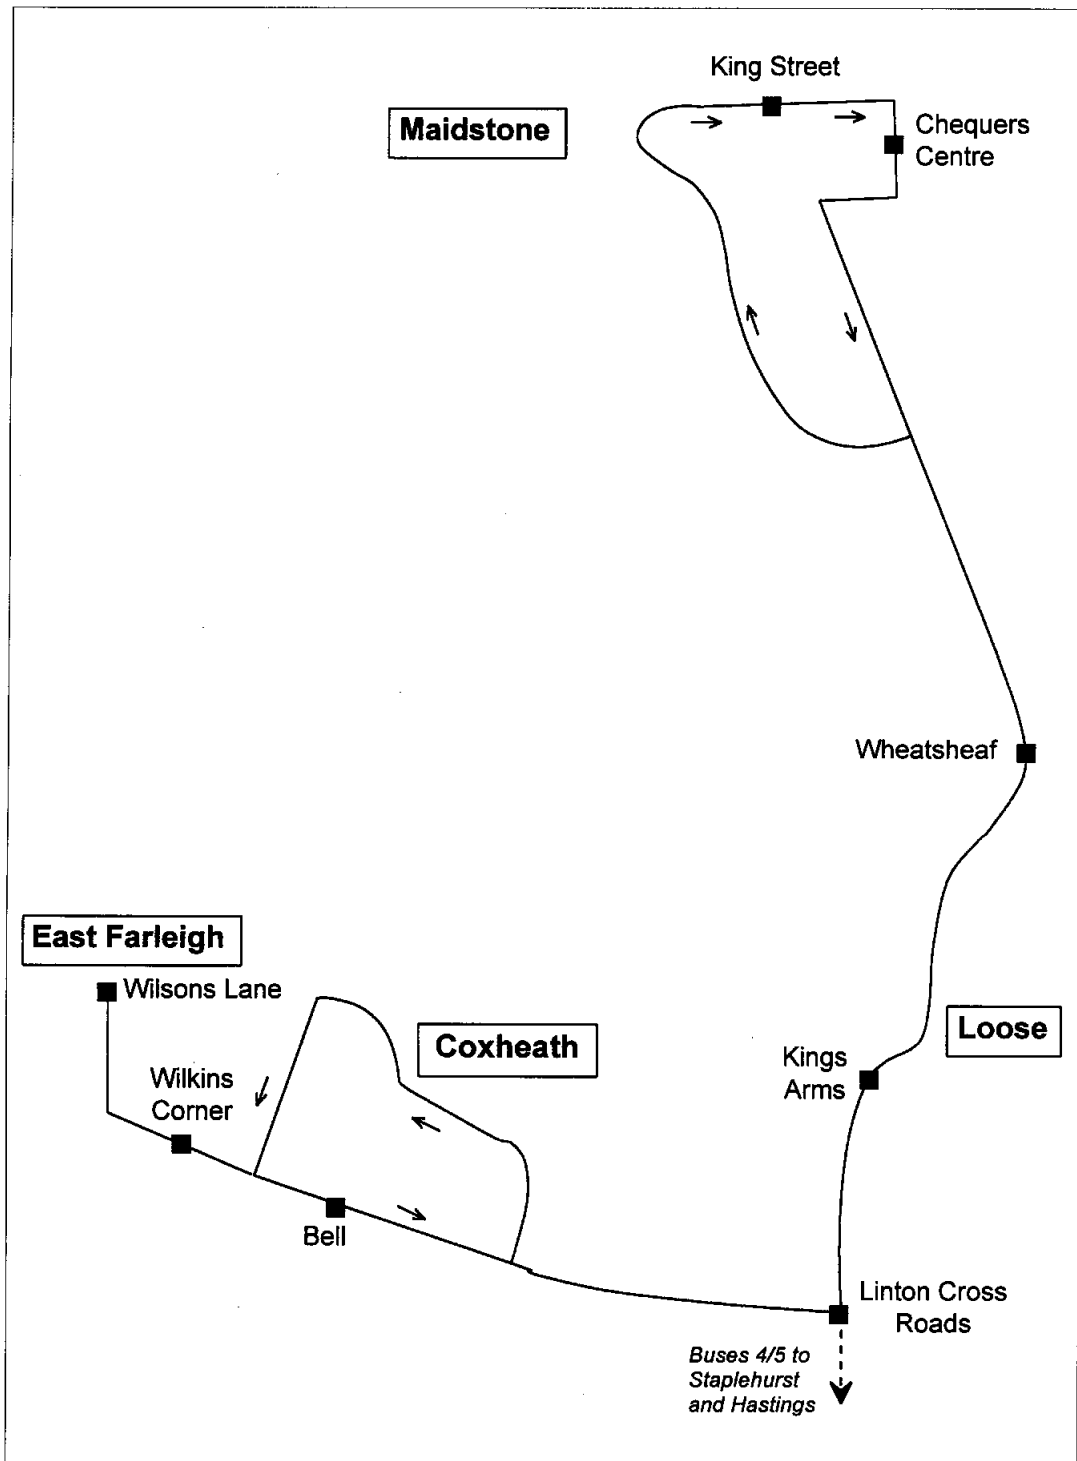 King Street
Maidstone
Chequers
Centre
Wheatsheaf
East Farleigh
Wilsons Lane
Coxheath
Loose
Kings
Arms
Wilkins
Corner
Bell
Linton Cross
Roads
Buses 4/5 to
Staplehurst
and Hastings